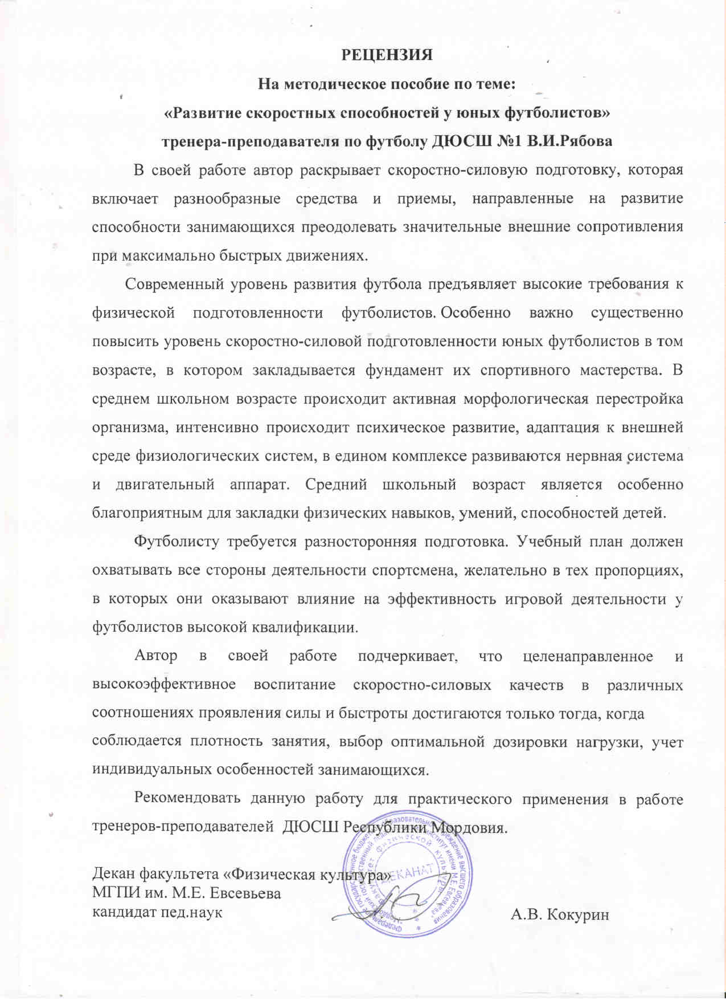 РЕЦЕНЗИЯ
На методическое пособие по теме:
«Развитие скоростных способностей у юных футболистов»
тренера-преподавателя по футболу ДЮСШ №1 В.И.Рябова
В своей работе автор раскрывает скоростно-силовую подготовку, которая
включает разнообразные средства и приемы, направленные на развитие
способности занимающихся преодолевать значительные внешние сопротивления
при максимально быстрых движениях.
Современный уровень развития футбола предъявляет высокие требования к
физической подготовленности футболистов. Особенно важно существенно
повысить уровень скоростно-силовой подготовленности юных футболистов в том
возрасте, в котором закладывается фундамент их спортивного мастерства. В
среднем школьном возрасте происходит активная морфологическая перестройка
организма, интенсивно происходит психическое развитие, адаптация к внешней
среде физиологических систем, в едином комплексе развиваются нервная система
и двигательный аппарат. Средний школьный возраст является особенно
благоприятным для закладки физических навыков, умений, способностей детей.
Футболисту требуется разносторонняя подготовка. Учебный план должен
охватывать все стороны деятельности спортсмена, желательно в тех пропорциях,
в которых они оказывают влияние на эффективность игровой деятельности у
футболистов высокой квалификации.
Автор в своей работе подчеркивает, что целенаправленное и
высокоэффективное воспитание скоростно-силовых качеств в различных
соотношениях проявления силы и быстроты достигаются только тогда, когда
соблюдается плотность занятия, выбор оптимальной дозировки нагрузки, учет
индивидуальных особенностей занимающихся.
Рекомендовать данную работу для практического применения в работе
тренеров-преподавателей ДЮСШ Республики Мордовия.
Декан факультета «Физическая культура»
МГПИ им. М.Е. Евсевьева
кандидат пед.наук
А.В. Кокурин
ДЕКАНАТ